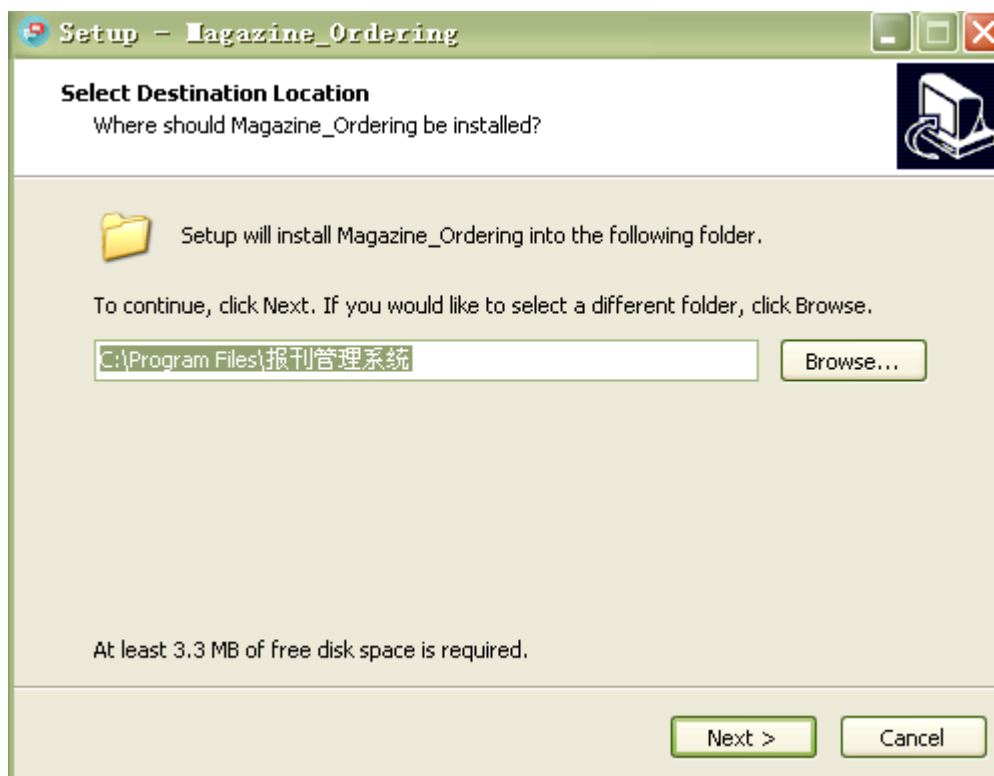 Setup - Magazine_Ordering
Select Destination Location
Where should Magazine_Ordering be installed?
Setup will install Magazine_Ordering into the following folder.
To continue, click Next. If you would like to select a different folder, click Browse.
C:\Program Files\报刊管理系统
Browse...
At least 3.3 MB of free disk space is required.
Next >
Cancel